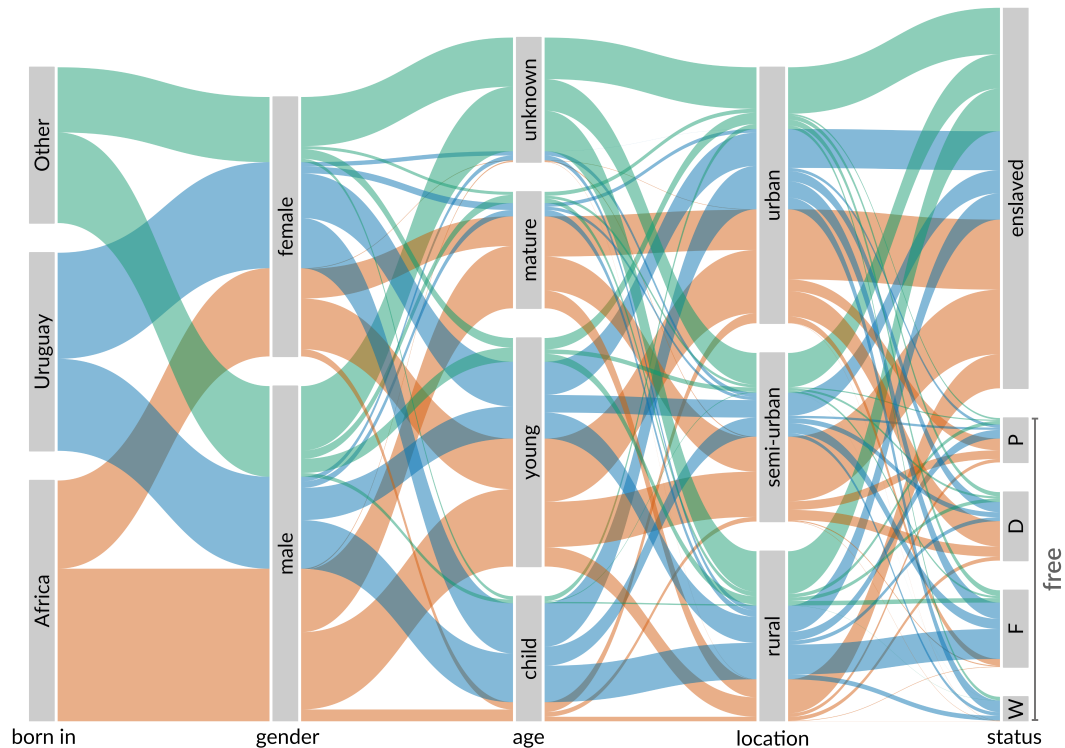 Other
Uruguay
Africa
born in
female
male
gender
unknown
mature
young
child
age
urban
semi-urban
rural
location
enslaved
P
D
F
W
status
free